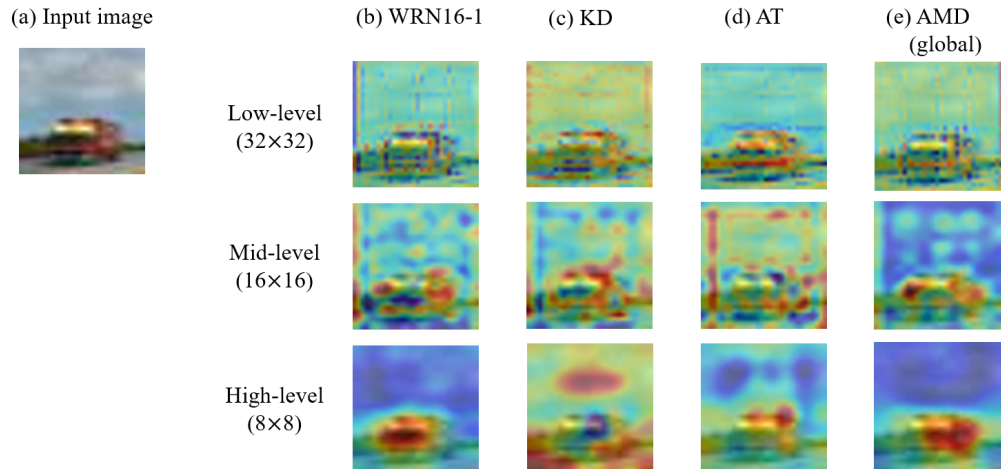 (a) Input image
(b) WRN16-1
(c) KD
(d) AT
(e) AMD
(global)
Low-level
(32×32)
Mid-level
(16×16)
High-level
(8×8)